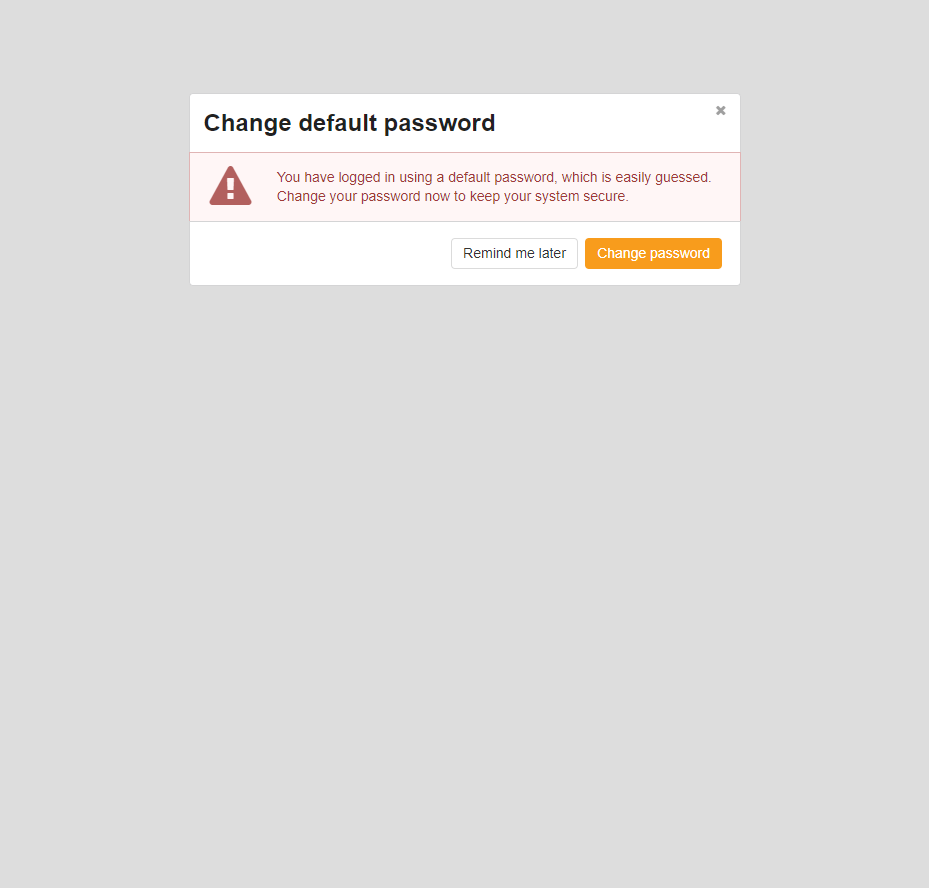 Change default password
You have logged in using a default password, which is easily guessed.
Change your password now to keep your system secure.
Remind me later
Change password